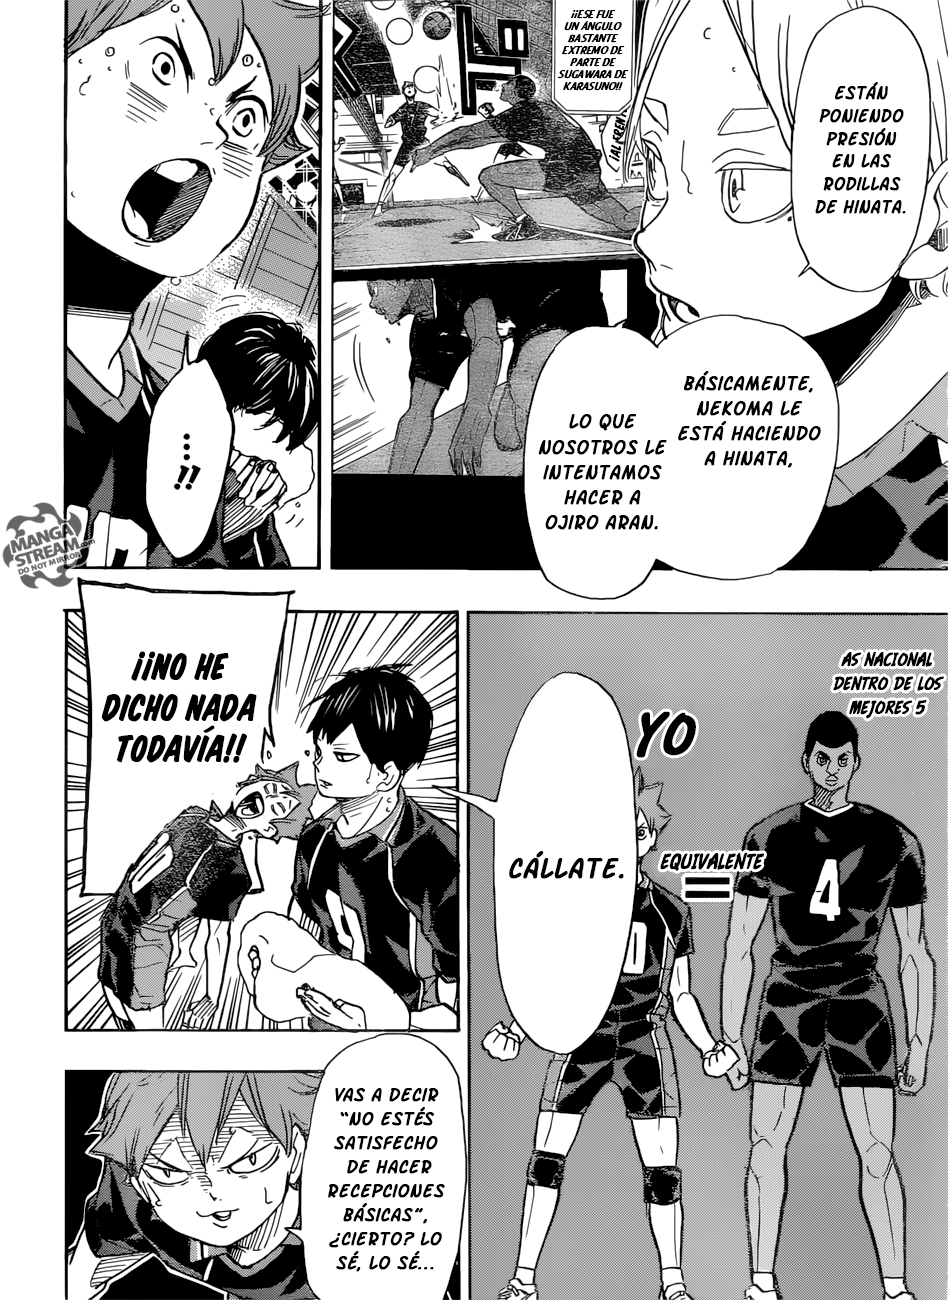 ESTÁN
PONIENDO
PRESIÓN
EN LAS
RODILLAS
DE HINATA.
¡¡ESE FUE
UN ÁNGULO
BASTANTE
EXTREMO DE
PARTE DE
SUGAWARA DE
KARASUNO!!
BÁSICAMENTE,
NEKOMA LE
ESTÁ HACIENDO
A HINATA,
LO QUE
NOSOTROS LE
INTENTAMOS
HACER A
OJIRO ARAN.
...!!
MANGA
STREAM.com
DO NOT MIRROR
AS NACIONAL
DENTRO DE LOS
MEJORES 5
YO
EQUIVALENTE
=
4
CÁLLATE.
¡¡NO HE
DICHO NADA
TODAVÍA!!
VAS A DECIR
"NO ESTÉS
SATISFECHO
DE HACER
RECEPCIONES
BÁSICAS",
¿CIERTO? LO
SÉ, LO SÉ...